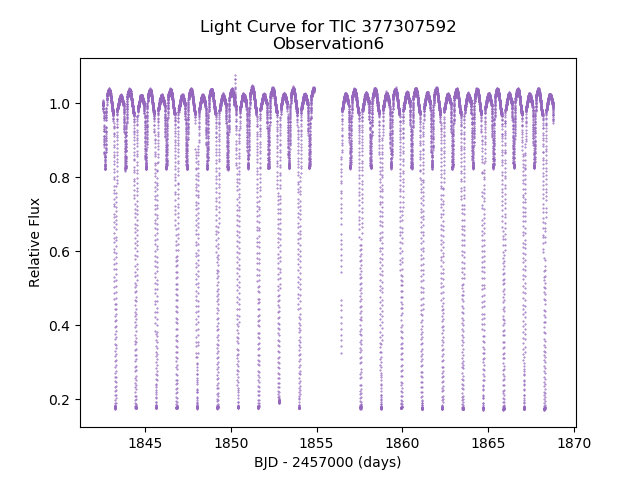 Light Curve for TIC 377307592
Observation6
1.0
0.8
0.6
0.4
0.2
Relative Flux
1845 1850 1855 1860 1865 1870
BJD - 2457000 (days)